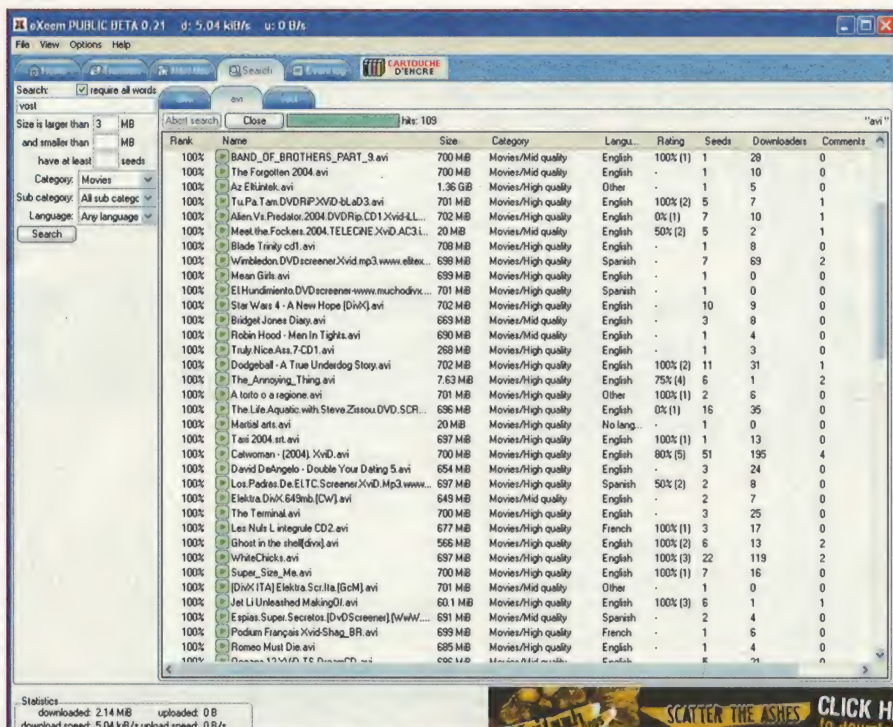 eXeem PUBLIC BETA 0,21 d: 5,04 kiB/s u: 0 B/s
File View Options Help
Search CARTOUCHE D'ENCRE
Search: require all words
vost
Size is larger than 3 MB
and smaller than MB
have at least seeds
Category: Movies
Sub category: All sub categc
Language: Any language
Search
avi
Abort search Close hits: 109 "avi"
Rank Name Size Category Langu... Rating Seeds Downloaders Comments
100% BAND_OF_BROTHERS_PART_9.avi 700 MiB Movies/Mid quality English 100% (1) 1 28 0
100% The Forgotten 2004.avi 700 MiB Movies/Mid quality English - 1 10 0
100% Az Eltüntek.avi 1.36 GiB Movies/High quality Other - 1 5 0
100% Tu.Pa.Tam.DVDRiP.XViD-bLaD3.avi 701 MiB Movies/High quality English 100% (2) 5 7 1
100% Alien.Vs.Predator.2004.DVDRip.CD1.Xvid-iLL... 702 MiB Movies/High quality English 0% (1) 7 10 1
100% Meet.the.Fockers.2004.TELECiNE.XviD.AC3.i... 20 MiB Movies/Mid quality English 50% (2) 5 2 1
100% Blade Trinity cd1.avi 708 MiB Movies/Mid quality English - 1 8 0
100% Wimbledon.DVDscreener.Xvid.mp3.www.elitex... 698 MiB Movies/High quality Spanish - 7 69 2
100% Mean Girls.avi 699 MiB Movies/High quality English - 1 0 0
100% El.Hundimiento.DVDscreener-www.muchodivx... 701 MiB Movies/High quality Spanish - 1 0 0
100% Star Wars 4 - A New Hope [DivX].avi 702 MiB Movies/High quality English - 10 9 0
100% Bridget Jones Diary.avi 669 MiB Movies/Mid quality English - 3 8 0
100% Robin Hood - Men In Tights.avi 690 MiB Movies/Mid quality English - 1 4 0
100% Truly.Nice.Ass.7-CD1.avi 268 MiB Movies/High quality English - 1 3 0
100% Dodgeball - A True Underdog Story.avi 702 MiB Movies/High quality English 100% (2) 11 31 1
100% The_Annoying_Thing.avi 7.63 MiB Movies/High quality English 75% (4) 6 1 2
100% A torto o a ragione.avi 701 MiB Movies/High quality Other 100% (1) 2 6 0
100% The.Life.Aquatic.with.Steve.Zissou.DVD.SCR... 696 MiB Movies/High quality English 0% (1) 16 35 0
100% Martial arts.avi 20 MiB Movies/High quality No lang... - 1 0 0
100% Taxi 2004.srt.avi 697 MiB Movies/High quality English 100% (1) 1 13 0
100% Catwoman - (2004). XviD.avi 700 MiB Movies/High quality English 80% (5) 51 195 4
100% David DeAngelo - Double Your Dating 5.avi 654 MiB Movies/High quality English - 3 24 0
100% Los.Padres.De.El.TC.Screener.XviD.Mp3.www... 697 MiB Movies/High quality Spanish 50% (2) 2 8 0
100% Elektra.DivX.649mb.[CW].avi 649 MiB Movies/Mid quality English - 2 7 0
100% The Terminal.avi 700 MiB Movies/High quality English - 3 25 0
100% Les Nuls L integrule CD2.avi 677 MiB Movies/High quality French 100% (1) 3 17 0
100% Ghost in the shell[divx].avi 566 MiB Movies/High quality English 100% (2) 6 13 2
100% WhiteChicks.avi 697 MiB Movies/High quality English 100% (3) 22 119 2
100% Super_Size_Me.avi 700 MiB Movies/High quality English 100% (1) 7 16 0
100% [DivX ITA] Elektra.Scr.Ita.[GcM].avi 701 MiB Movies/Mid quality Other - 1 0 0
100% Jet Li Unleashed MakingOf.avi 60.1 MiB Movies/High quality English 100% (3) 6 1 1
100% Espias.Super.Secretos.[DvDScreener].[WwW.... 691 MiB Movies/Mid quality Spanish - 2 4 0
100% Podium Français Xvid-Shag_BR.avi 699 MiB Movies/High quality French - 1 6 0
100% Romeo Must Die.avi 685 MiB Movies/High quality English - 1 4 0
Statistics
downloaded: 2.14 MiB uploaded: 0 B
download speed: 5.04 kiB/s upload speed: 0 B/s
SCATTER THE ASHES CLICK H